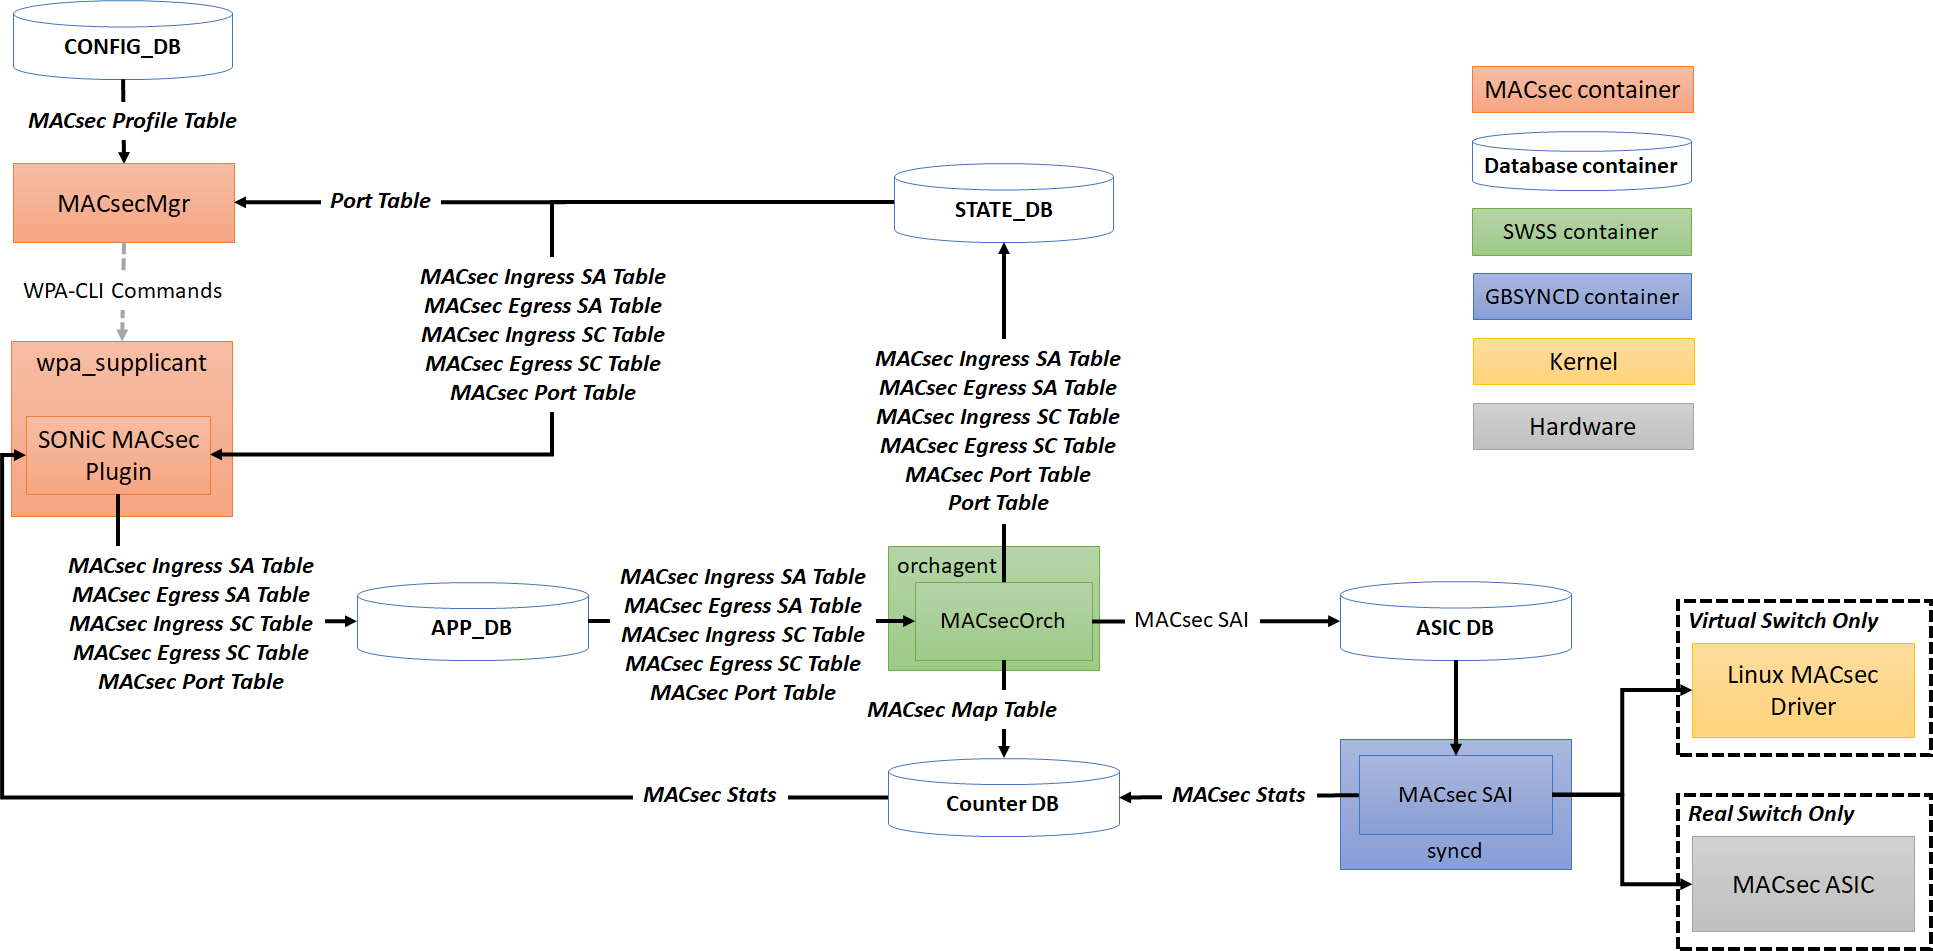 CONFIG_DB
MACsec Profile Table
MACsecMgr
Port Table
STATE_DB
WPA-CLI Commands
MACsec Ingress SA Table
MACsec Egress SA Table
MACsec Ingress SC Table
MACsec Egress SC Table
MACsec Port Table
wpa_supplicant
SONiC MACsec
Plugin
MACsec Ingress SA Table
MACsec Egress SA Table
MACsec Ingress SC Table
MACsec Egress SC Table
MACsec Port Table
Port Table
MACsec Ingress SA Table
MACsec Egress SA Table
MACsec Ingress SC Table
MACsec Egress SC Table
MACsec Port Table
APP_DB
MACsec Ingress SA Table
MACsec Egress SA Table
MACsec Ingress SC Table
MACsec Egress SC Table
MACsec Port Table
orchagent
MACsecOrch
MACsec SAI
ASIC DB
MACsec Map Table
MACsec Stats
Counter DB
MACsec Stats
MACsec SAI
syncd
Virtual Switch Only
Linux MACsec
Driver
Real Switch Only
MACsec ASIC
MACsec container
Database container
SWSS container
GBSYNCD container
Kernel
Hardware